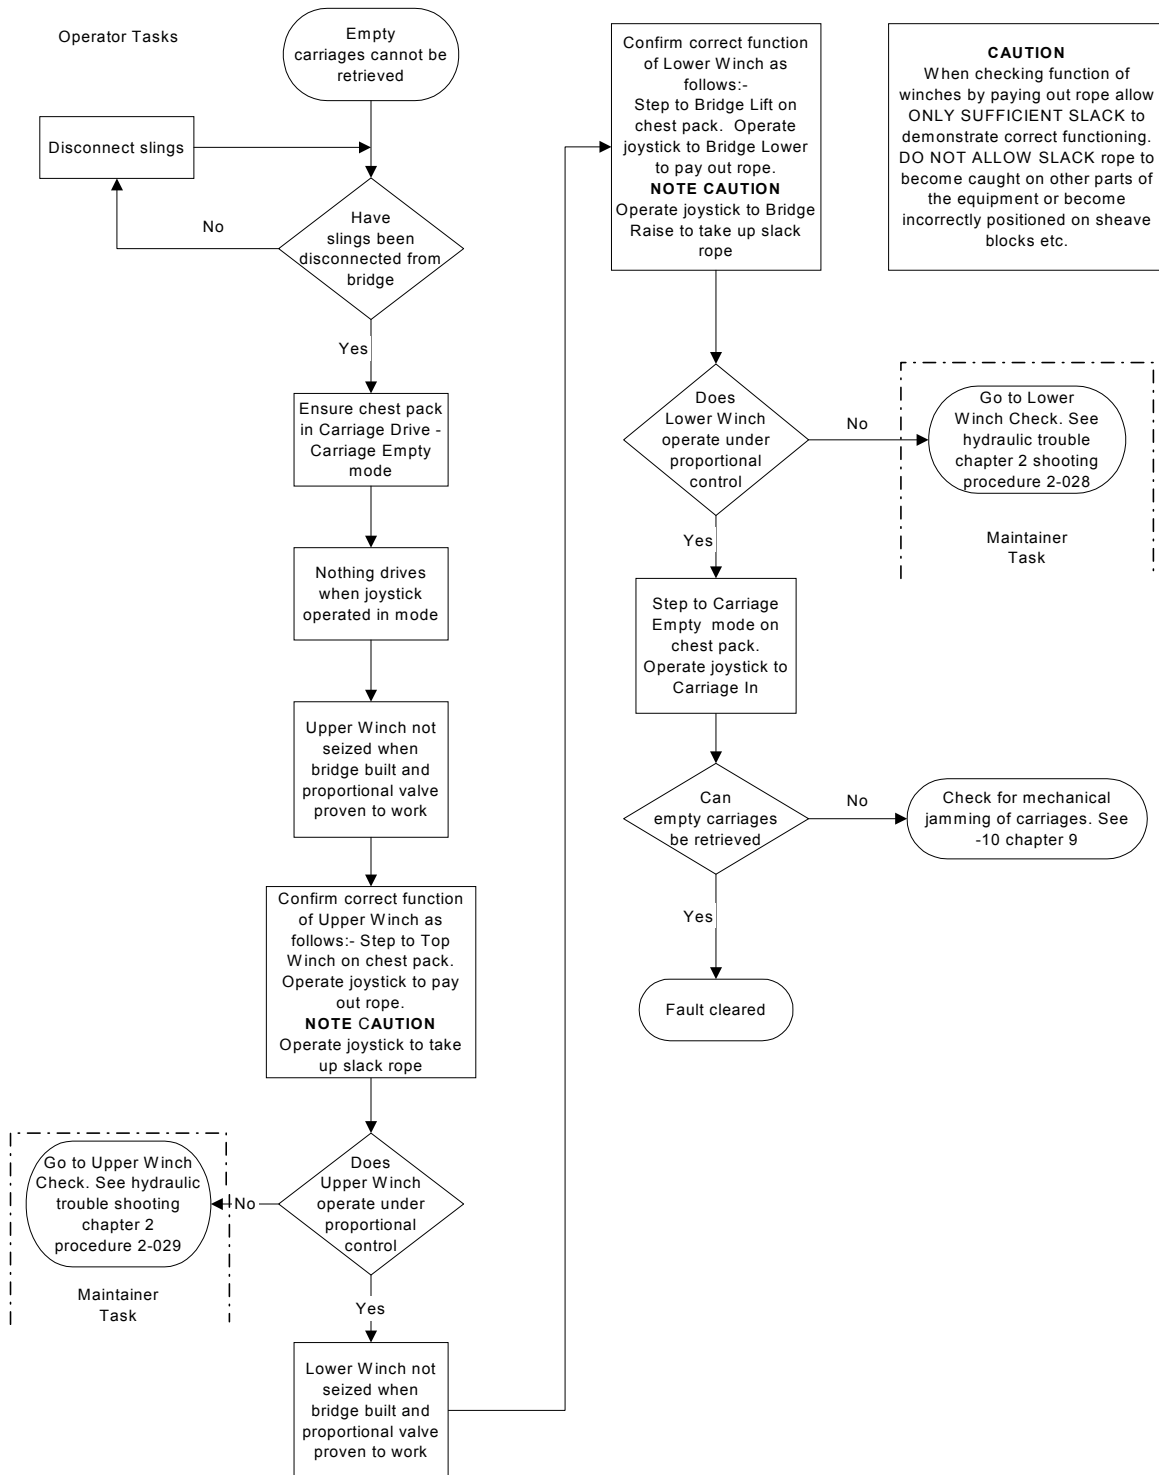 Operator Tasks
Empty
carriages cannot be
retrieved
Disconnect slings
No
Have
slings been
disconnected from
bridge
Yes
Ensure chest pack
in Carriage Drive -
Carriage Empty
mode
Nothing drives
when joystick
operated in mode
Upper Winch not
seized when
bridge built and
proportional valve
proven to work
Confirm correct function
of Upper Winch as
follows:- Step to Top
Winch on chest pack.
Operate joystick to pay
out rope.
NOTE CAUTION
Operate joystick to take
up slack rope
Does
Upper Winch
operate under
proportional
control
No
Go to Upper Winch
Check. See hydraulic
trouble shooting
chapter 2
procedure 2-029
Maintainer
Task
Yes
Lower Winch not
seized when
bridge built and
proportional valve
proven to work
Confirm correct function
of Lower Winch as
follows:-
Step to Bridge Lift on
chest pack. Operate
joystick to Bridge Lower
to pay out rope.
NOTE CAUTION
Operate joystick to Bridge
Raise to take up slack
rope
CAUTION
When checking function of
winches by paying out rope allow
ONLY SUFFICIENT SLACK to
demonstrate correct functioning.
DO NOT ALLOW SLACK rope to
become caught on other parts of
the equipment or become
incorrectly positioned on sheave
blocks etc.
Does
Lower Winch
operate under
proportional
control
No
Go to Lower
Winch Check. See
hydraulic trouble
chapter 2 shooting
procedure 2-028
Maintainer
Task
Yes
Step to Carriage
Empty mode on
chest pack.
Operate joystick to
Carriage In
Can
empty carriages
be retrieved
No
Check for mechanical
jamming of carriages. See
-10 chapter 9
Yes
Fault cleared